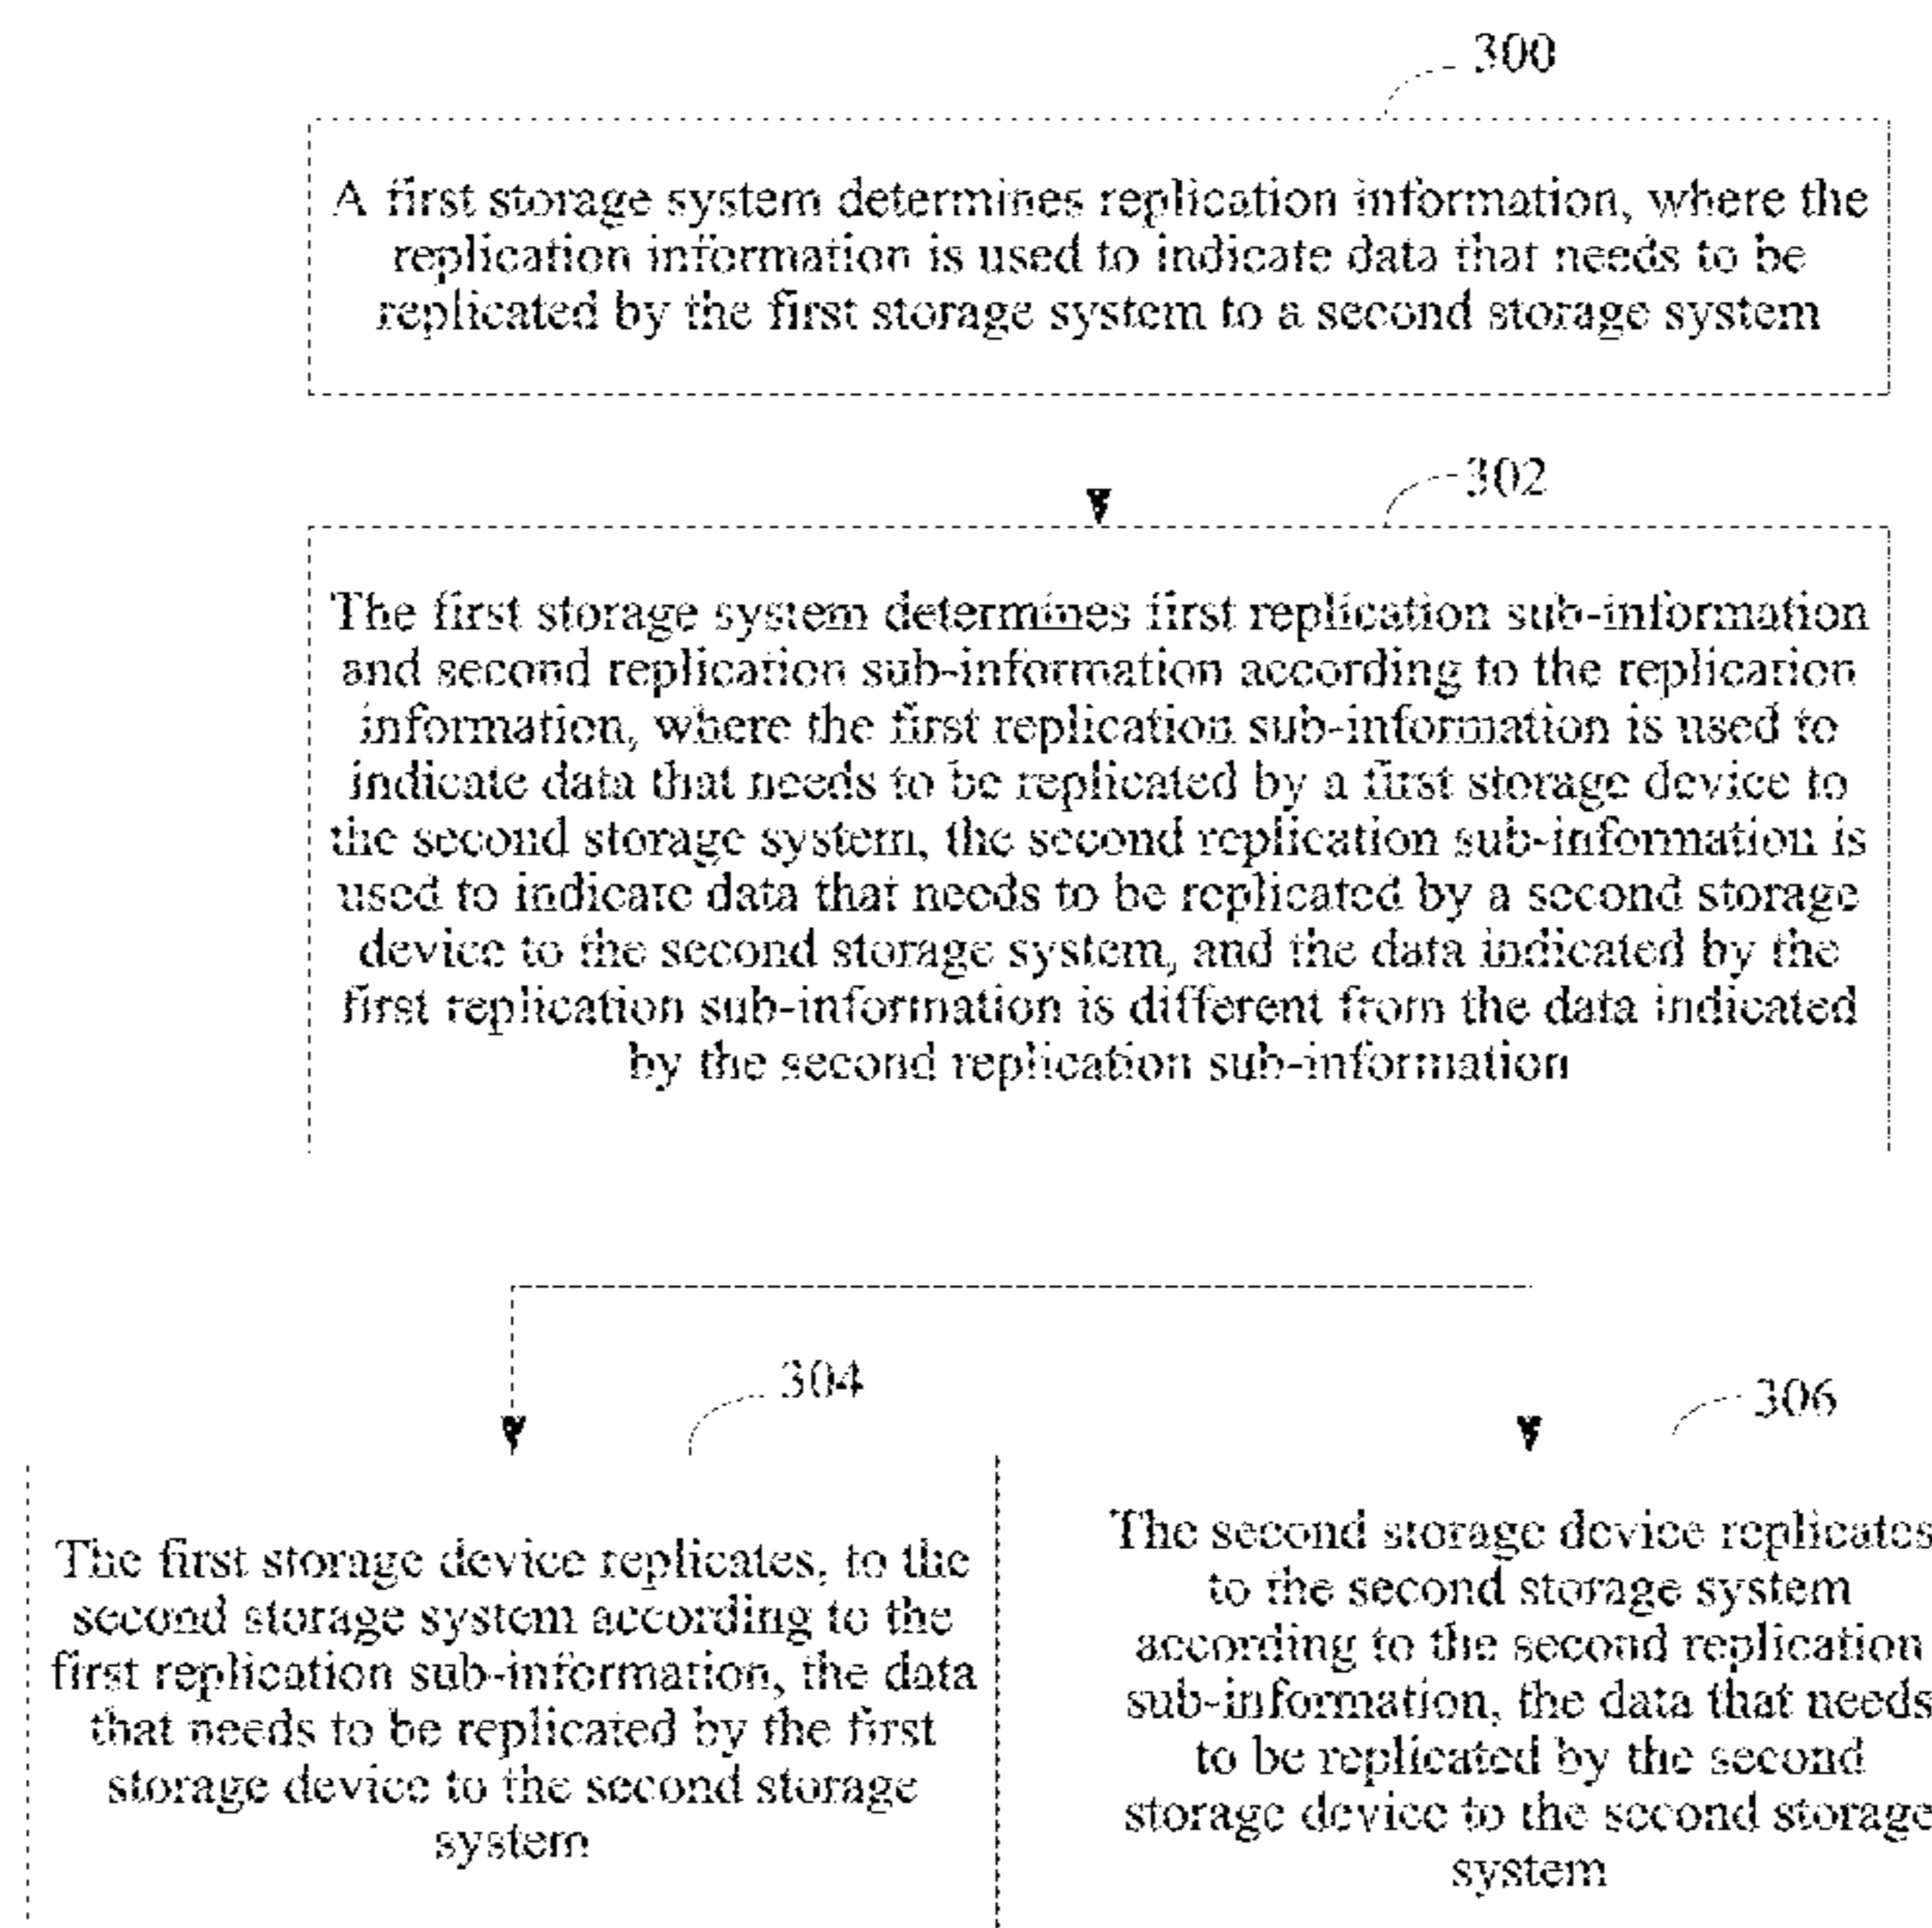 300
A first storage system determines replication information, where the
replication information is used to indicate data that needs to be
replicated by the first storage system to a second storage system
302
The first storage system determines first replication sub-information
and second replication sub-information according to the replication
information, where the first replication sub-information is used to
indicate data that needs to be replicated by a first storage device to
the second storage system, the second replication sub-information is
used to indicate data that needs to be replicated by a second storage
device to the second storage system, and the data indicated by the
first replication sub-information is different from the data indicated
by the second replication sub-information
304
The first storage device replicates, to the
second storage system according to the
first replication sub-information, the data
that needs to be replicated by the first
storage device to the second storage
system
306
The second storage device replicates
to the second storage system
according to the second replication
sub-information, the data that needs
to be replicated by the second
storage device to the second storage
system